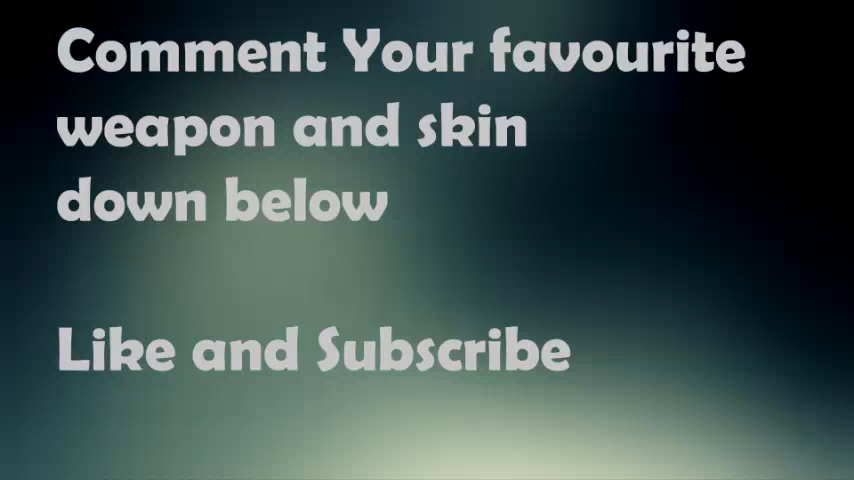 Comment Your favourite
weapon and skin
down below
Like and Subscribe